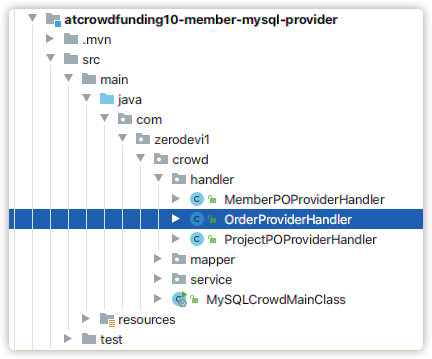 atcrowdfunding10-member-mysql-provider
.mvn
src
main
java
com
zerodevi1
crowd
handler
MemberPOProviderHandler
OrderProviderHandler
ProjectPOProviderHandler
mapper
service
MySQLCrowdMainClass
resources
test